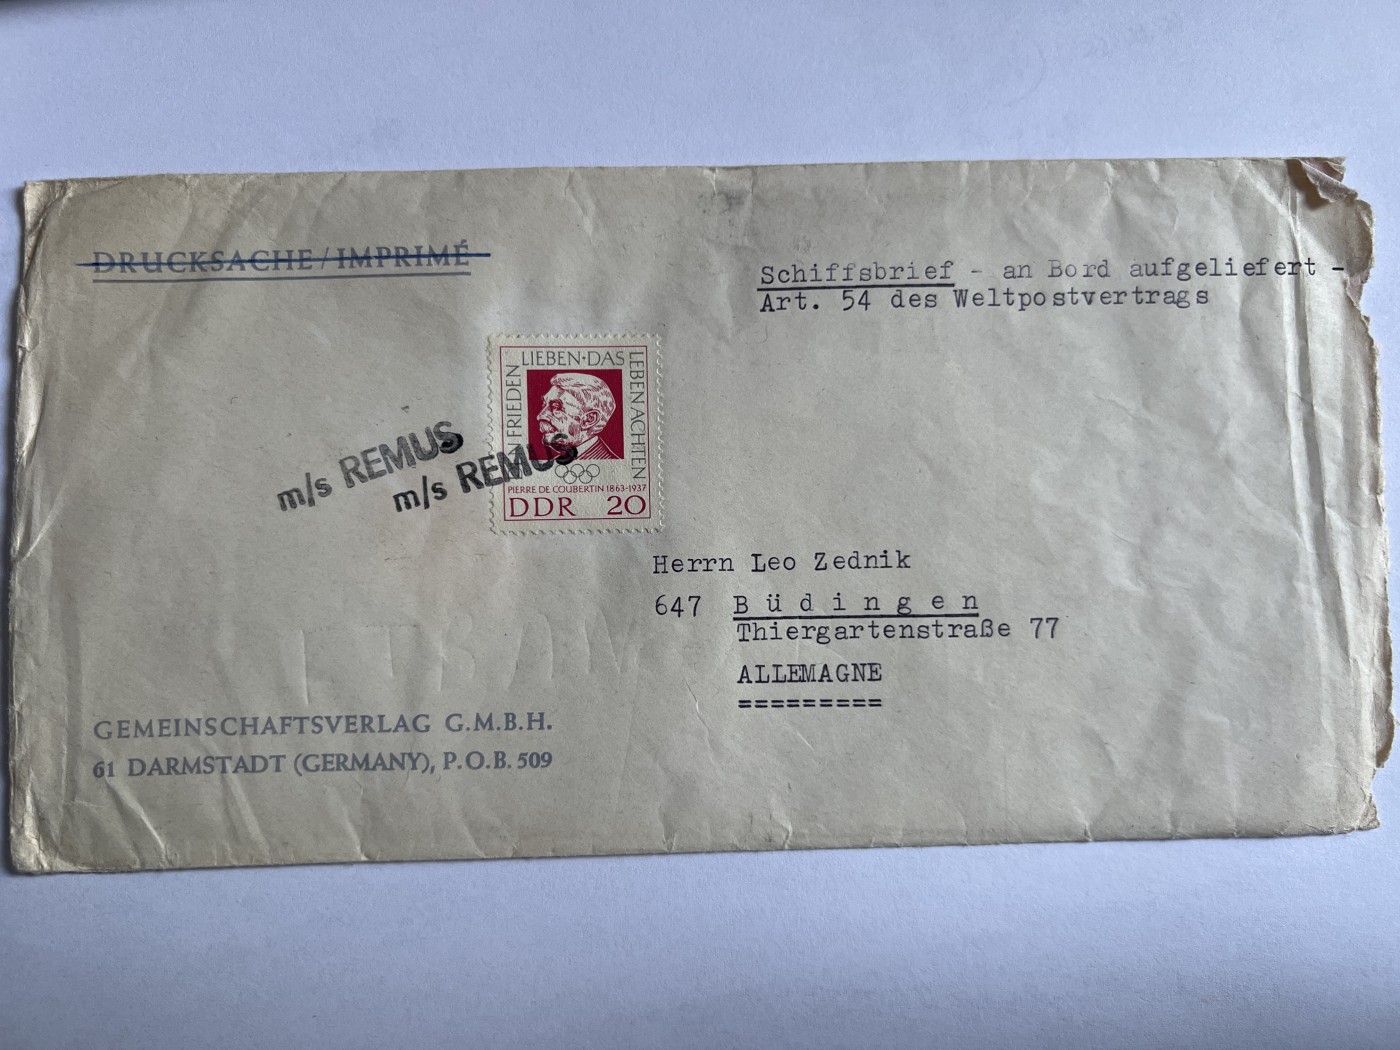 DRUCKSACHE/IMPRIMÉ
Schiffsbrief - an Bord aufgeliefert -
Art. 54 des Weltpostvertrags
FRIEDEN LIEBEN·DAS LEBEN ACHTEN
PIERRE DE COUBERTIN 1863-1937
DDR 20
m/s REMUS
m/s REMUS
Herrn Leo Zednik
647 Büdingen
Thiergartenstraße 77
ALLEMAGNE
=========
GEMEINSCHAFTSVERLAG G.M.B.H.
61 DARMSTADT (GERMANY), P.O.B. 509